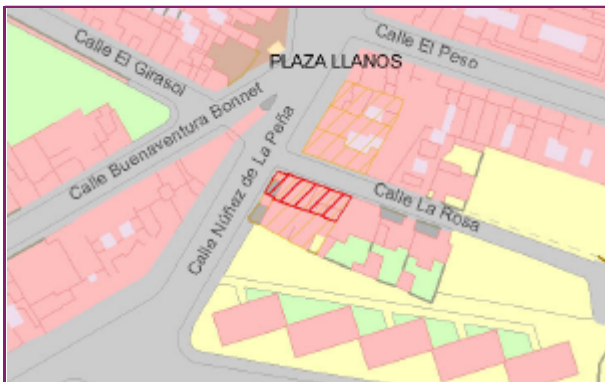 Calle El Girasol
Calle El Peso
PLAZA LLANOS
Calle Buenaventura Bonnet
Calle Núñez de La Peña
Calle La Rosa